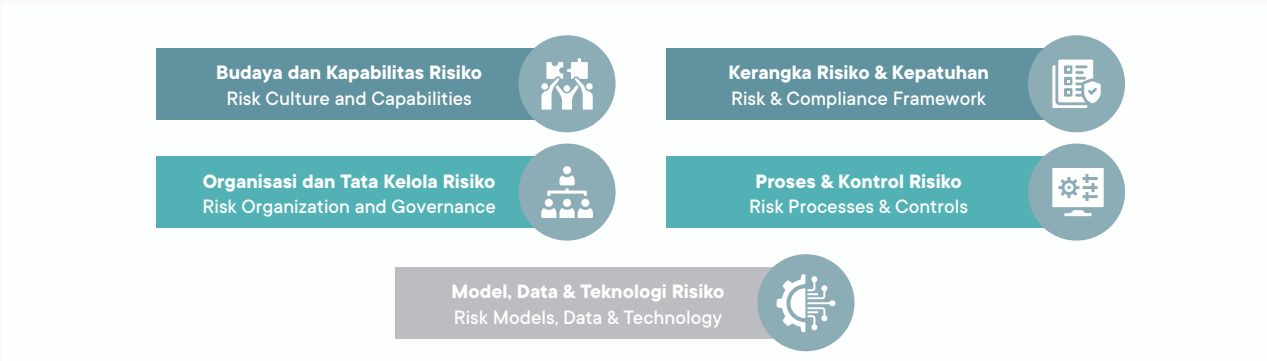 Budaya dan Kapabilitas Risiko
Risk Culture and Capabilities
Kerangka Risiko & Kepatuhan
Risk & Compliance Framework
Organisasi dan Tata Kelola Risiko
Risk Organization and Governance
Proses & Kontrol Risiko
Risk Processes & Controls
Model, Data & Teknologi Risiko
Risk Models, Data & Technology